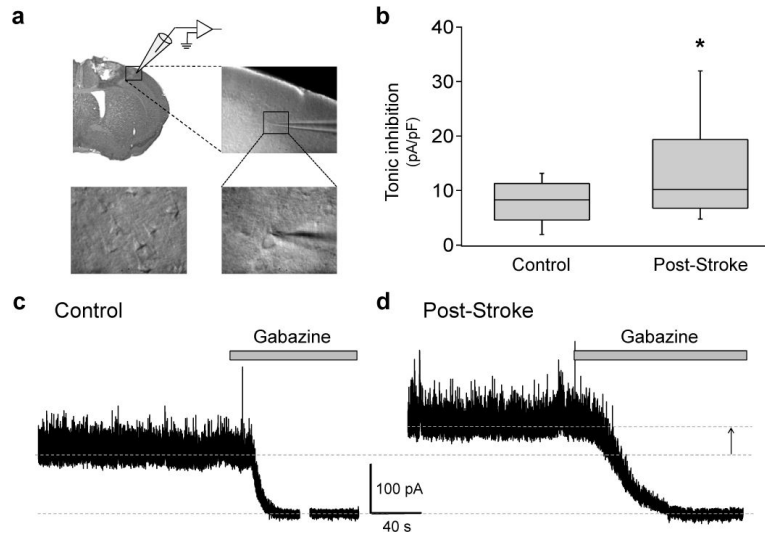 a
b
40
30
20
10
0
Tonic inhibition
(pA/pF)
*
Control
Post-Stroke
c
Control
Gabazine
d
Post-Stroke
Gabazine
100 pA
40 s